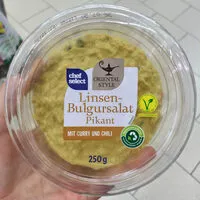 chef
select
ORIENTAL
STYLE
Linsen-
Bulgursalat
Pikant
MIT CURRY UND CHILI
250g